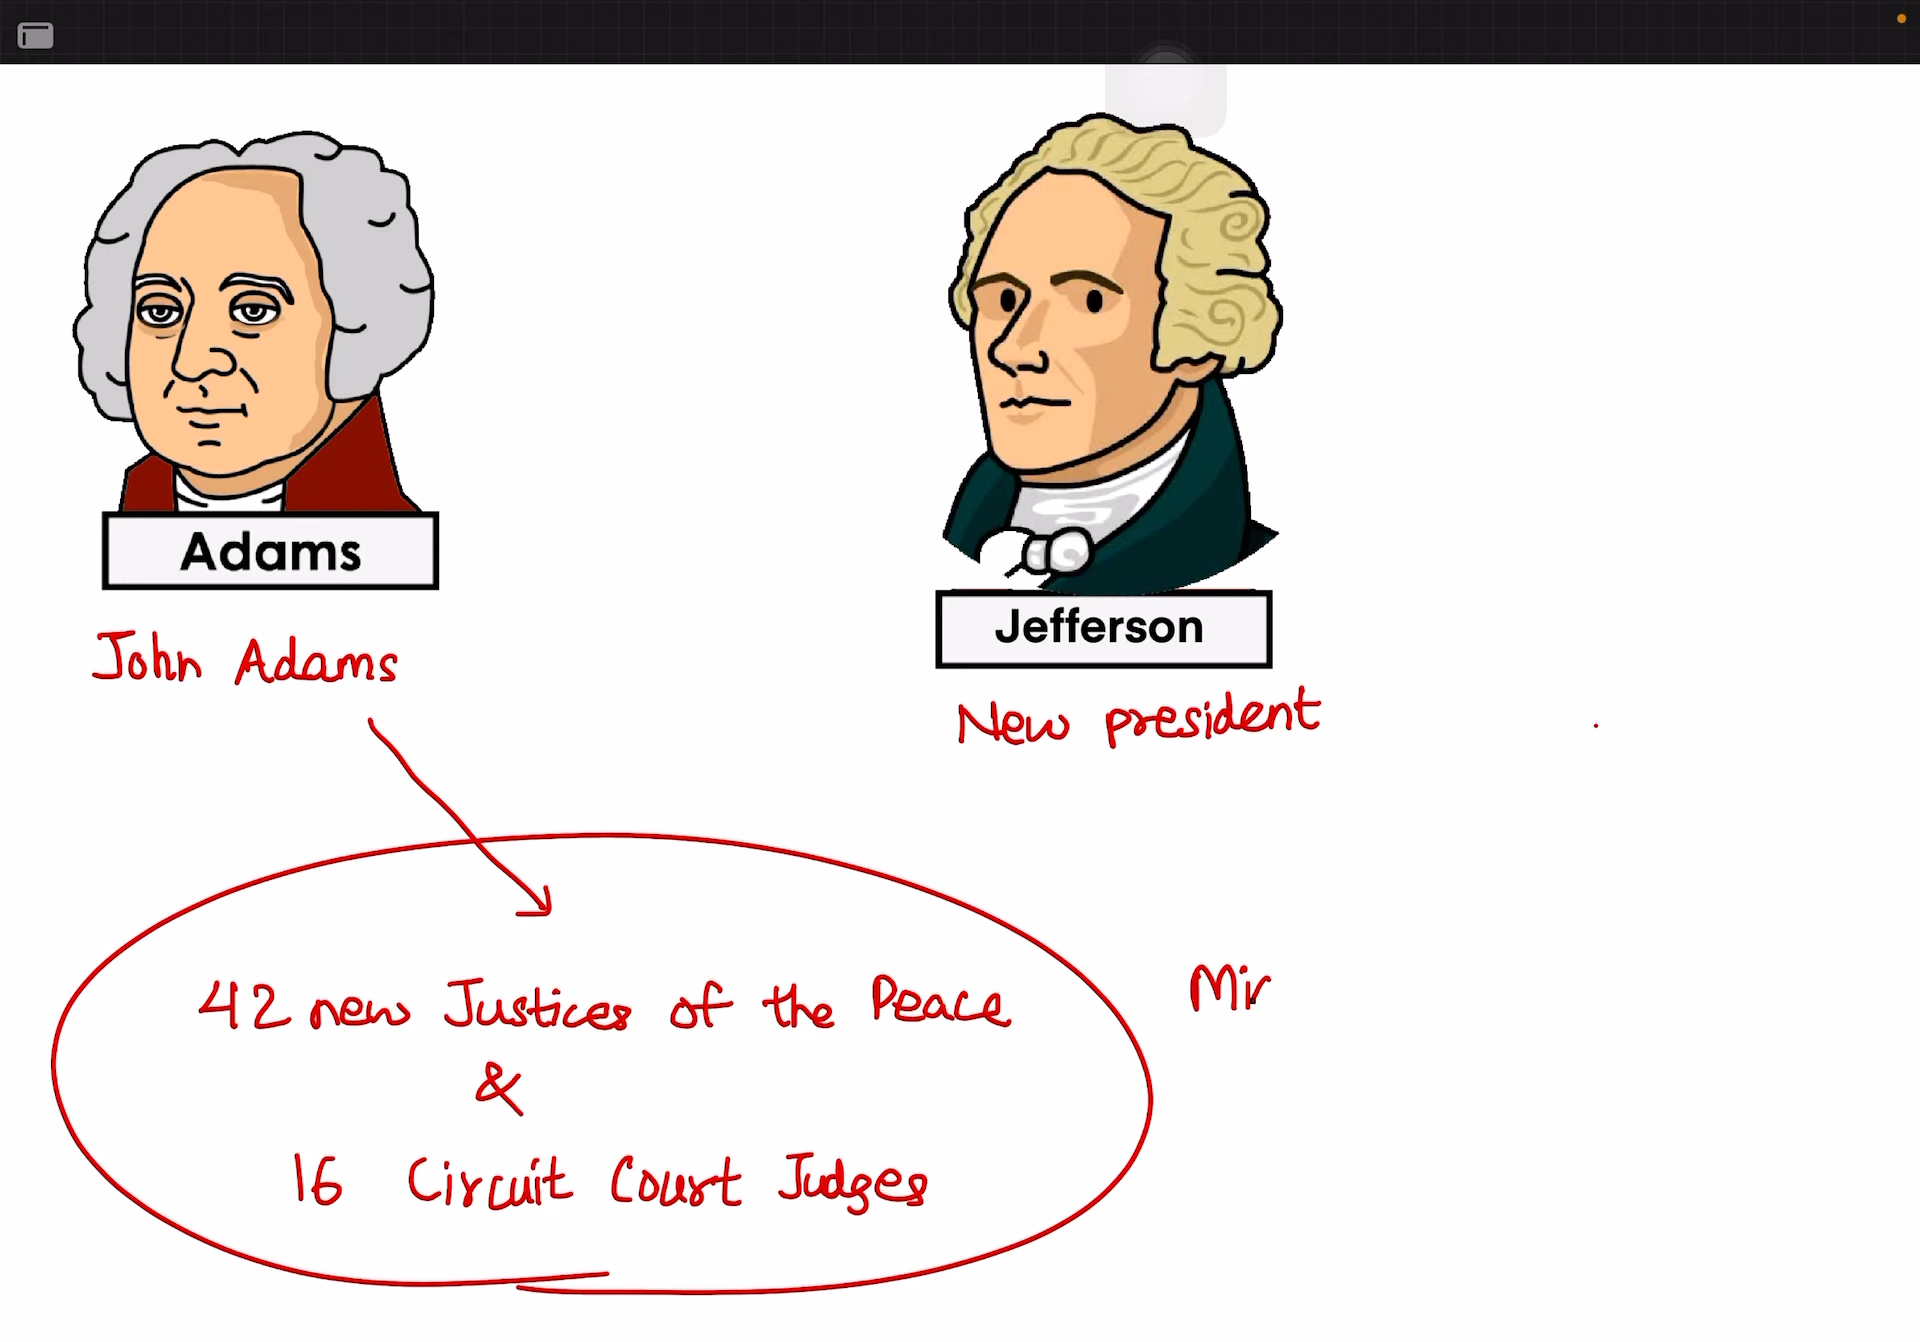 Adams
Jefferson
John Adams
New president
42 new Justices of the Peace
&
16 Circuit Court Judges
Mir